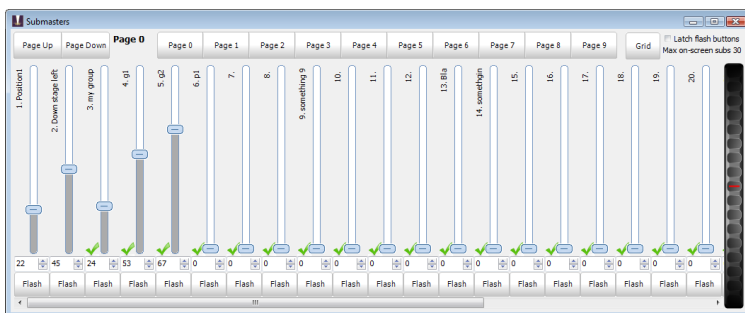 Submasters
Page Up Page Down Page 0 Page 0 Page 1 Page 2 Page 3 Page 4 Page 5 Page 6 Page 7 Page 8 Page 9 Grid Latch flash buttons
Max on-screen subs 30
1. Position1
2. Down stage left
3. my group
4. g1
5. g2
6. p1
7.
8.
9. something 9
10.
11.
12.
13. Bla
14. somethgin
15.
16.
17.
18.
19.
20.
22 45 24 53 67 0 0 0 0 0 0 0 0 0 0 0 0 0 0 0
Flash Flash Flash Flash Flash Flash Flash Flash Flash Flash Flash Flash Flash Flash Flash Flash Flash Flash Flash Flash